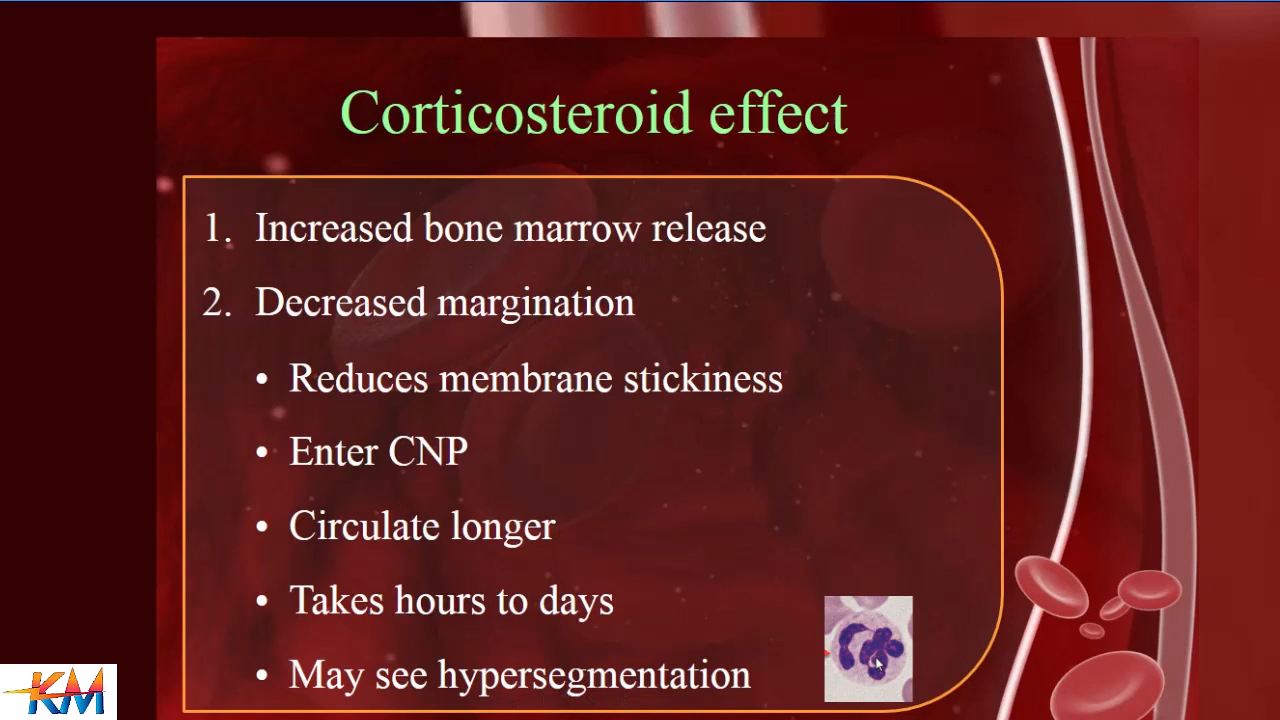 Corticosteroid effect
1. Increased bone marrow release
2. Decreased margination
• Reduces membrane stickiness
• Enter CNP
• Circulate longer
• Takes hours to days
• May see hypersegmentation
KM